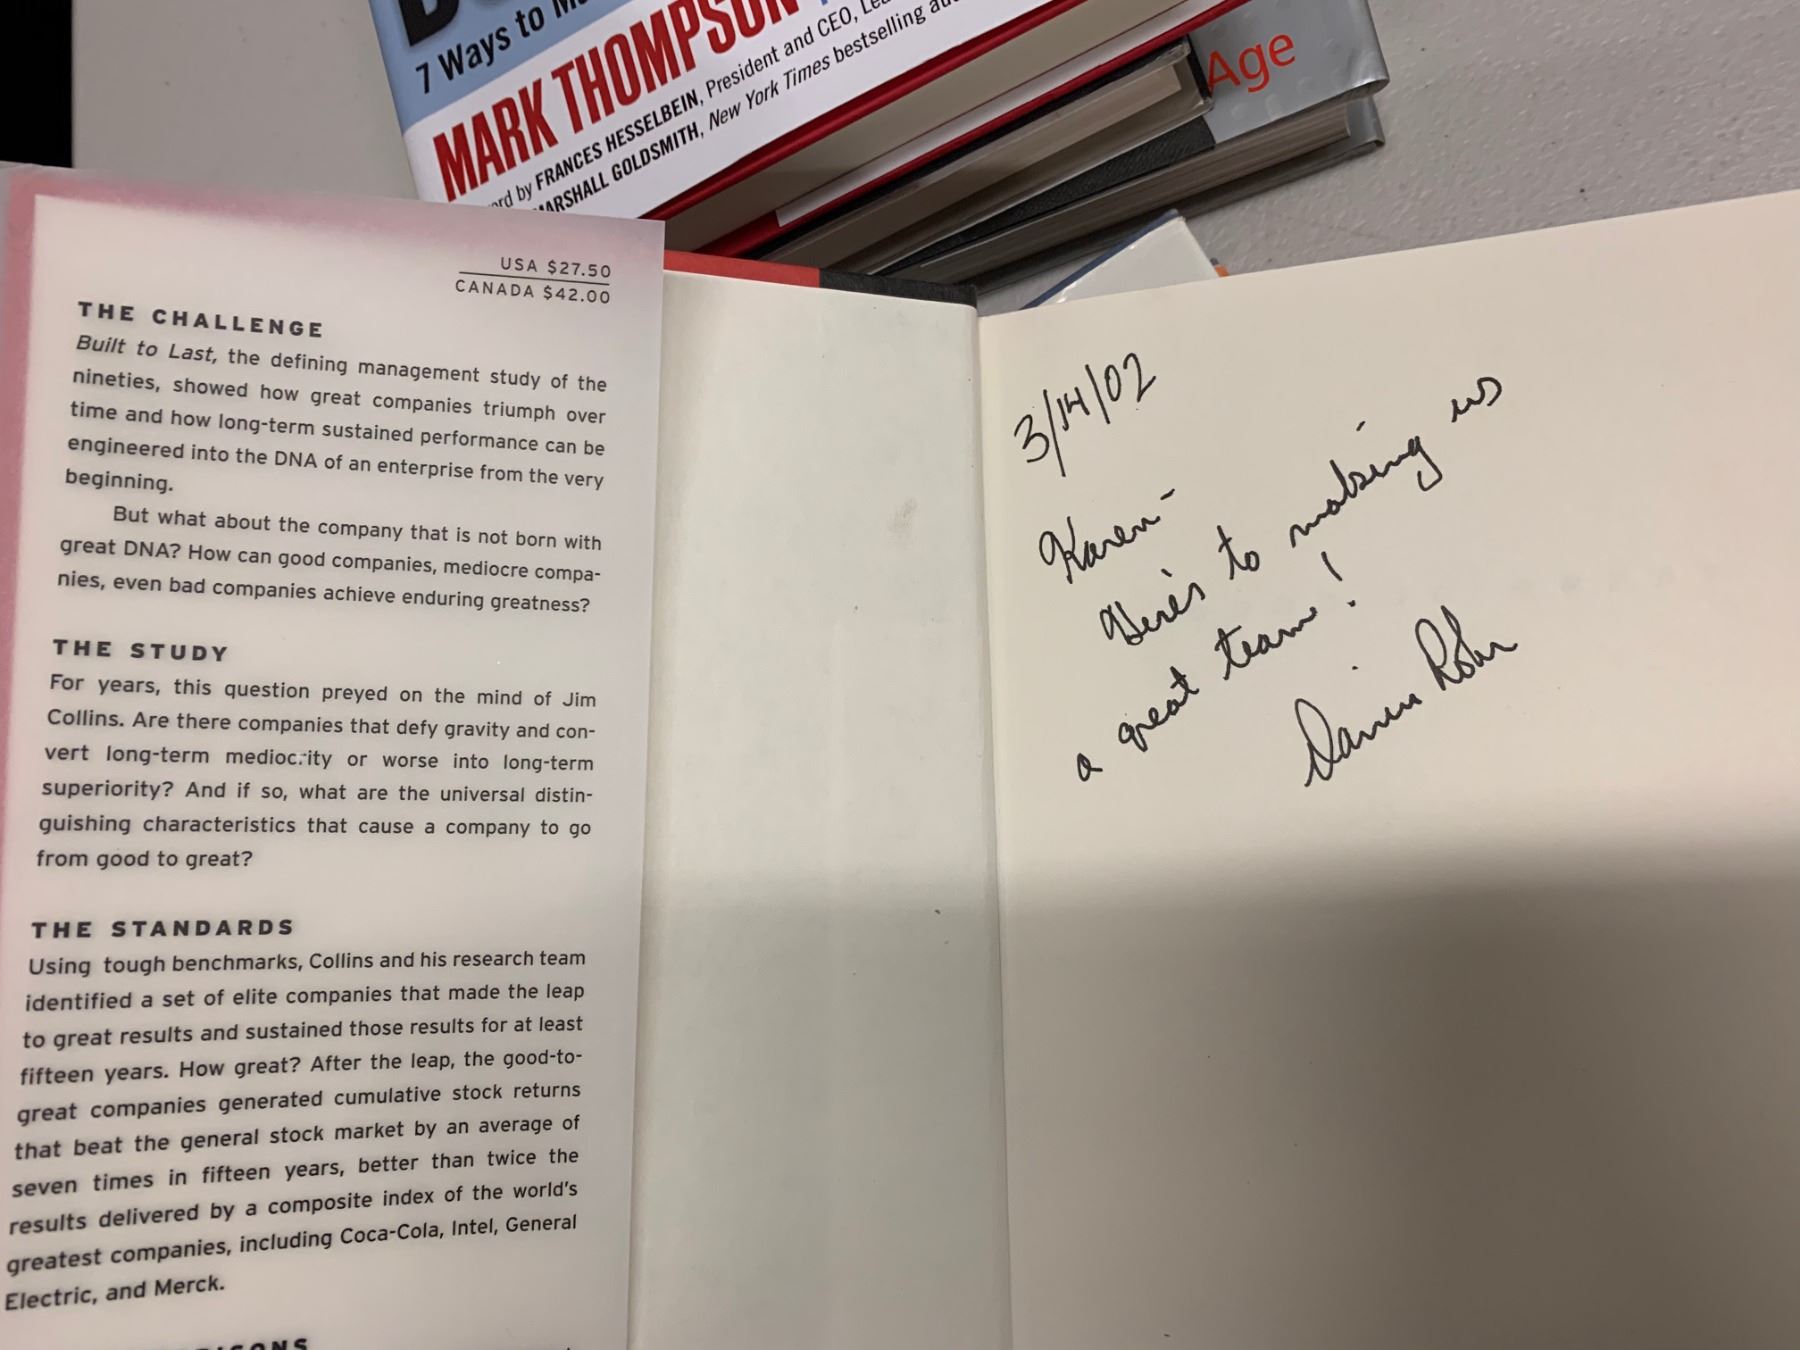 7 Ways to
MARK THOMPSON
FRANCES HESSELBEIN, President and CEO,
MARSHALL GOLDSMITH, New York Times bestselling
Age
USA $27.50
CANADA $42.00
THE CHALLENGE
Built to Last, the defining management study of the
nineties, showed how great companies triumph over
time and how long-term sustained performance can be
engineered into the DNA of an enterprise from the very
beginning.
But what about the company that is not born with
great DNA? How can good companies, mediocre compa-
nies, even bad companies achieve enduring greatness?
THE STUDY
For years, this question preyed on the mind of Jim
Collins. Are there companies that defy gravity and con-
vert long-term mediocrity or worse into long-term
superiority? And if so, what are the universal distin-
guishing characteristics that cause a company to go
from good to great?
THE STANDARDS
Using tough benchmarks, Collins and his research team
identified a set of elite companies that made the leap
to great results and sustained those results for at least
fifteen years. How great? After the leap, the good-to-
great companies generated cumulative stock returns
that beat the general stock market by an average of
seven times in fifteen years, better than twice the
results delivered by a composite index of the world's
greatest companies, including Coca-Cola, Intel, General
Electric, and Merck.
3/14/02
Karen-
Here's to making us
a great team!